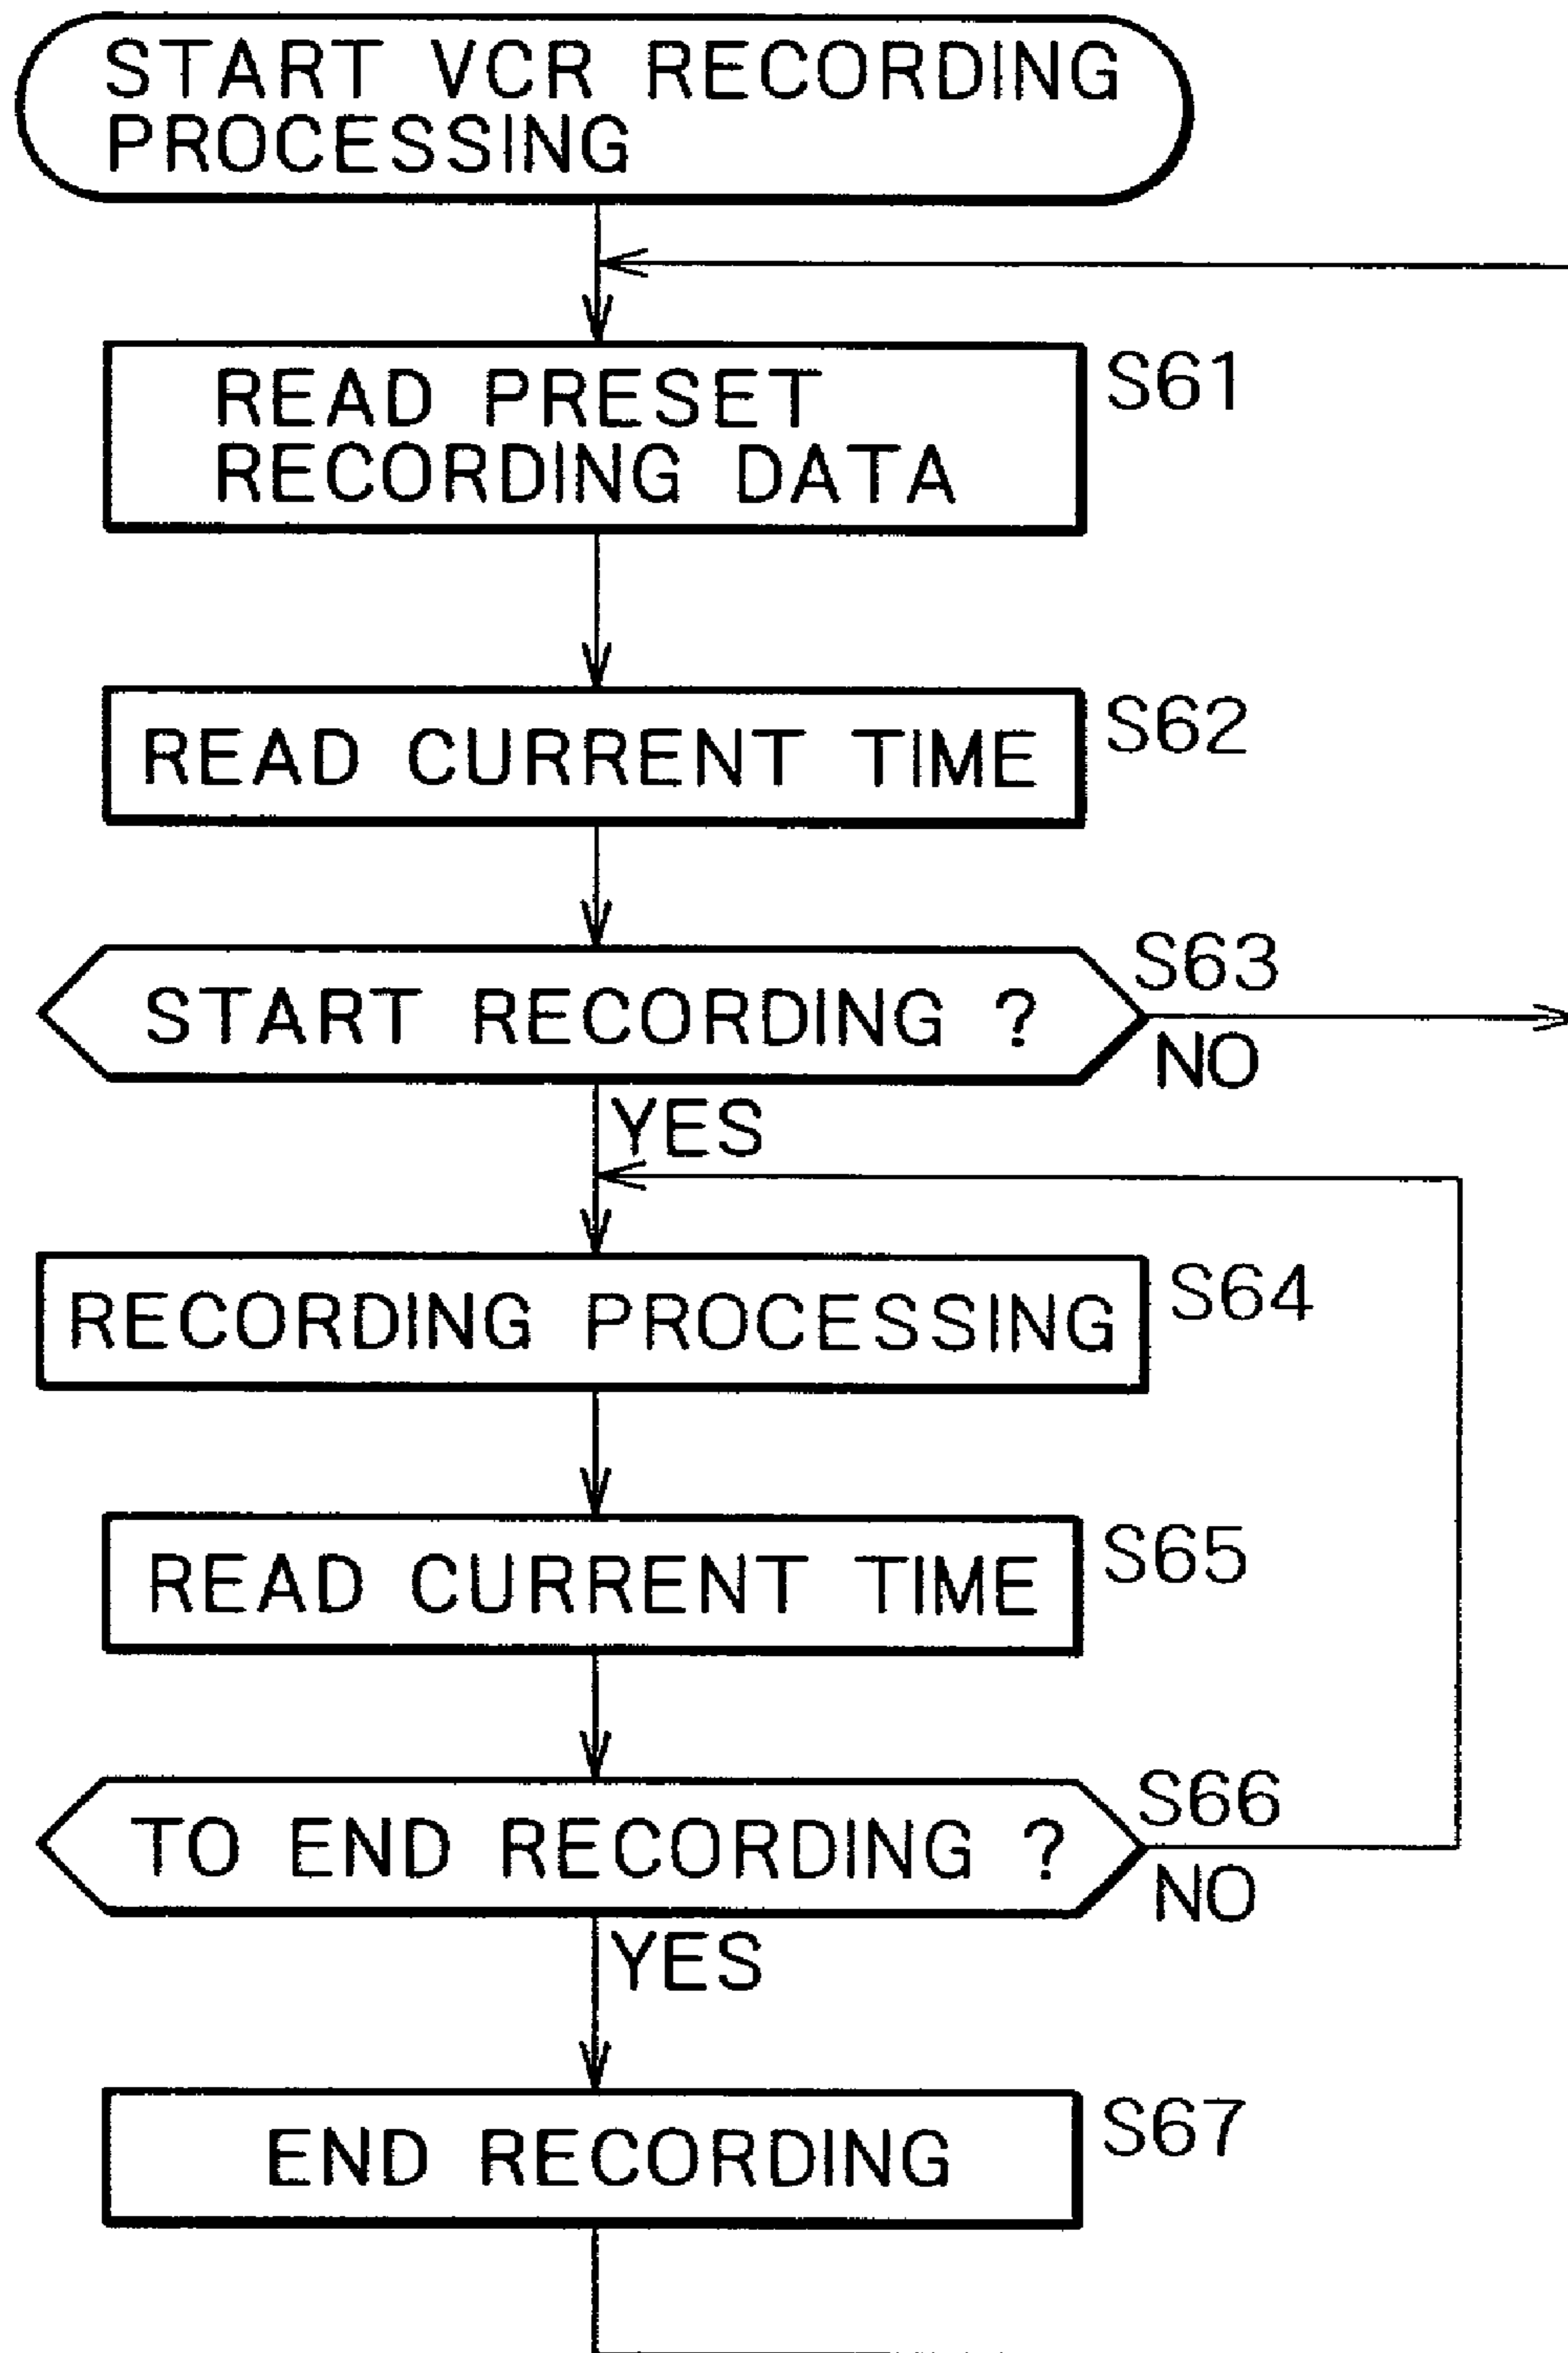 START VCR RECORDING
PROCESSING
READ PRESET
RECORDING DATA
S61
READ CURRENT TIME
S62
START RECORDING ?
S63
NO
YES
RECORDING PROCESSING
S64
READ CURRENT TIME
S65
TO END RECORDING ?
S66
NO
YES
END RECORDING
S67